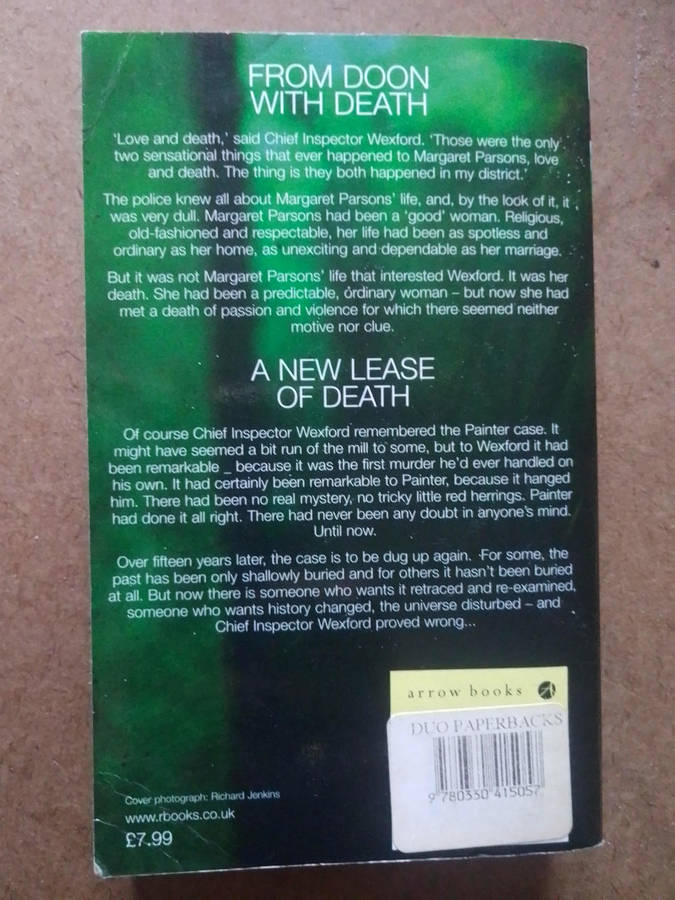 FROM DOON
WITH DEATH
'Love and death,' said Chief Inspector Wexford. 'Those were the only
two sensational things that ever happened to Margaret Parsons, love
and death. The thing is they both happened in my district.'
The police knew all about Margaret Parsons' life, and, by the look of it, it
was very dull. Margaret Parsons had been a 'good' woman. Religious,
old-fashioned and respectable, her life had been as spotless and
ordinary as her home, as unexciting and dependable as her marriage.
But it was not Margaret Parsons' life that interested Wexford. It was her
death. She had been a predictable, ordinary woman – but now she had
met a death of passion and violence for which there seemed neither
motive nor clue.
A NEW LEASE
OF DEATH
Of course Chief Inspector Wexford remembered the Painter case. It
might have seemed a bit run of the mill to some, but to Wexford it had
been remarkable _ because it was the first murder he'd ever handled on
his own. It had certainly been remarkable to Painter, because it hanged
him. There had been no real mystery, no tricky little red herrings. Painter
had done it all right. There had never been any doubt in anyone's mind.
Until now.
Over fifteen years later, the case is to be dug up again. For some, the
past has been only shallowly buried and for others it hasn't been buried
at all. But now there is someone who wants it retraced and re-examined,
someone who wants history changed, the universe disturbed – and
Chief Inspector Wexford proved wrong...
arrow books
DUO PAPERBACKS
9 780330 415057
Cover photograph: Richard Jenkins
www.rbooks.co.uk
£7.99